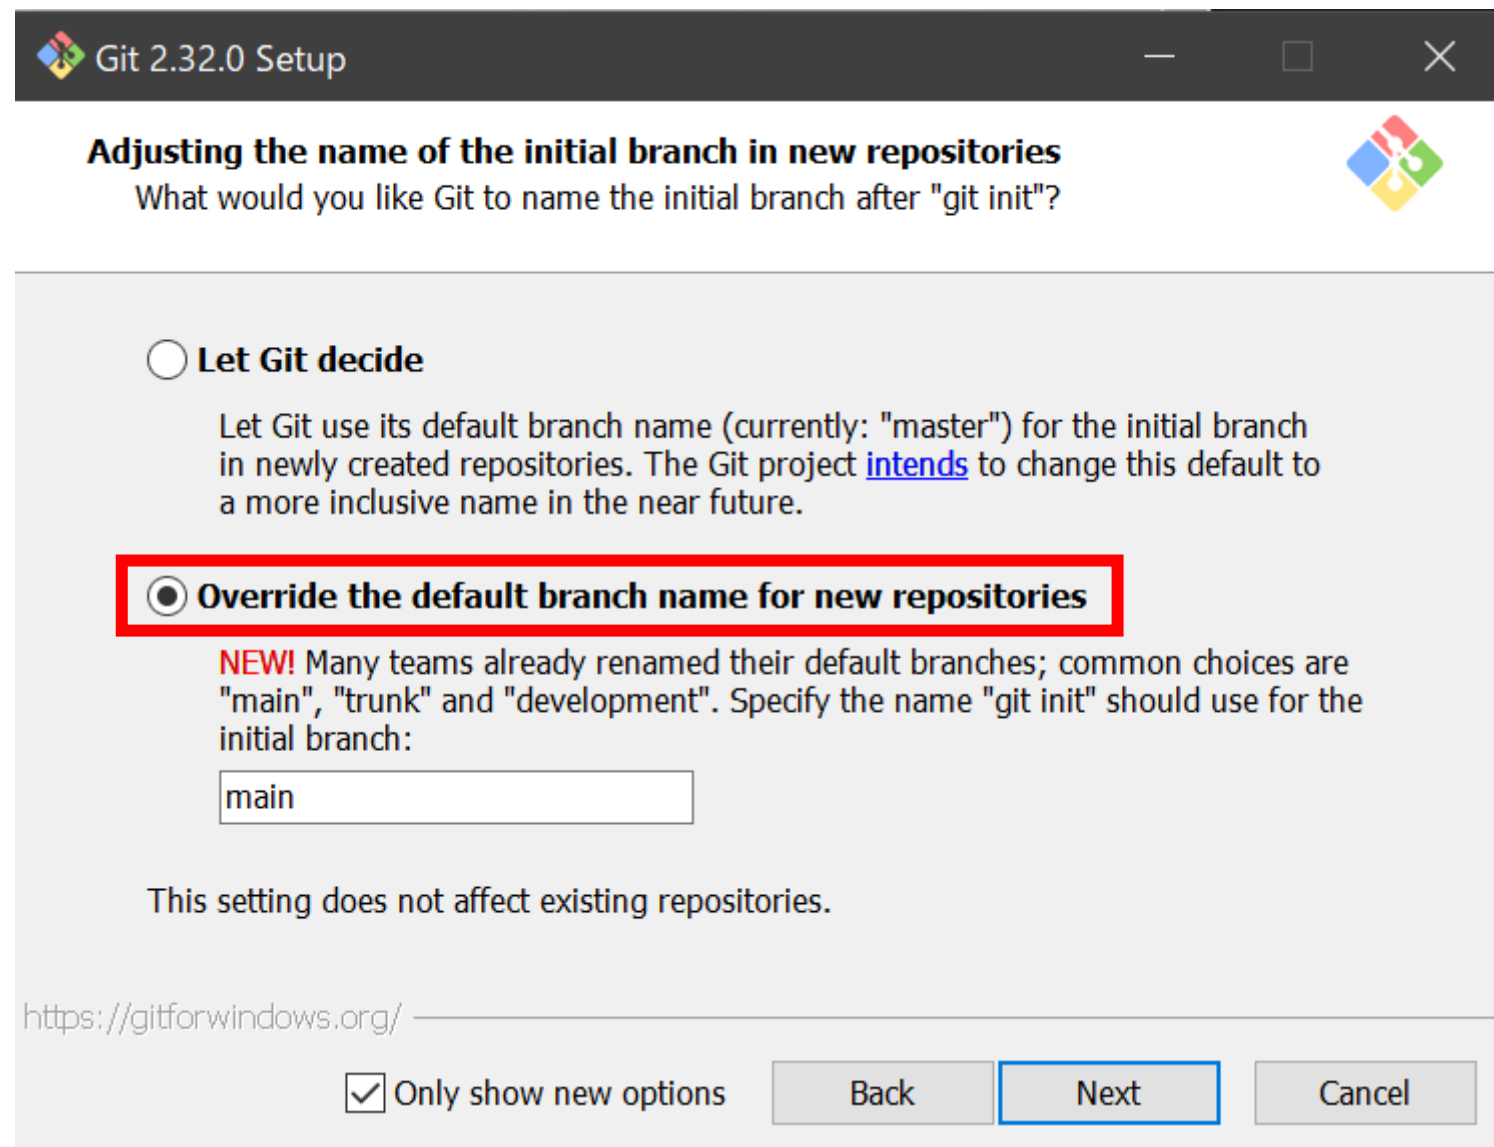 Git 2.32.0 Setup
Adjusting the name of the initial branch in new repositories
What would you like Git to name the initial branch after "git init"?
Let Git decide
Let Git use its default branch name (currently: "master") for the initial branch
in newly created repositories. The Git project intends to change this default to
a more inclusive name in the near future.
Override the default branch name for new repositories
NEW! Many teams already renamed their default branches; common choices are
"main", "trunk" and "development". Specify the name "git init" should use for the
initial branch:
main
This setting does not affect existing repositories.
https://gitforwindows.org/
Only show new options
Back
Next
Cancel